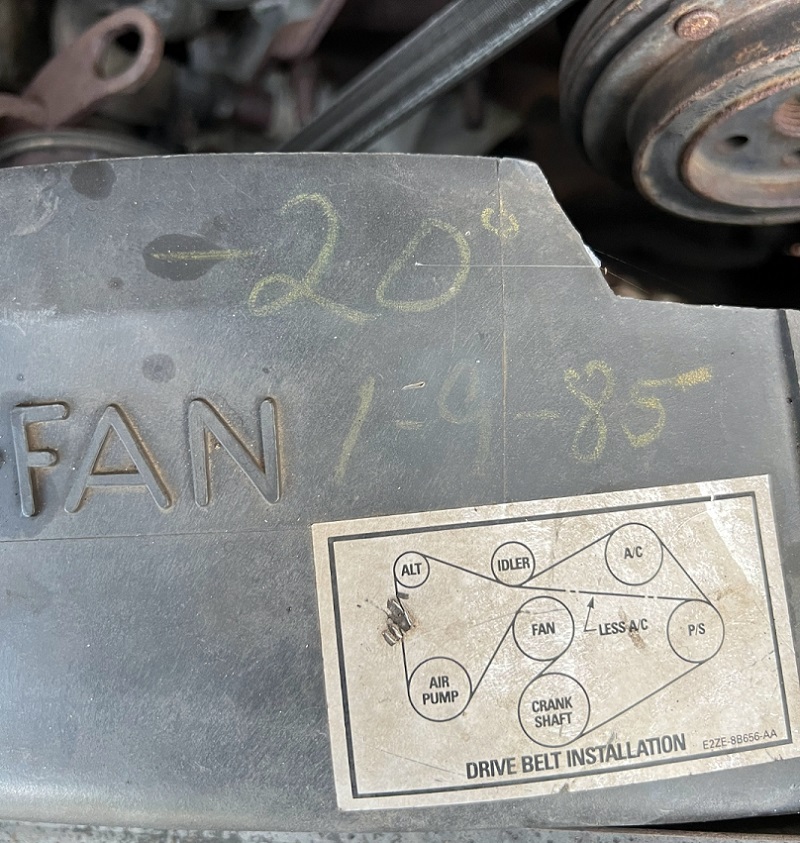 -20°
1-9-85
FAN
ALT
IDLER
A/C
FAN
LESS A/C
P/S
AIR
PUMP
CRANK
SHAFT
DRIVE BELT INSTALLATION
E2ZE-8B656-AA